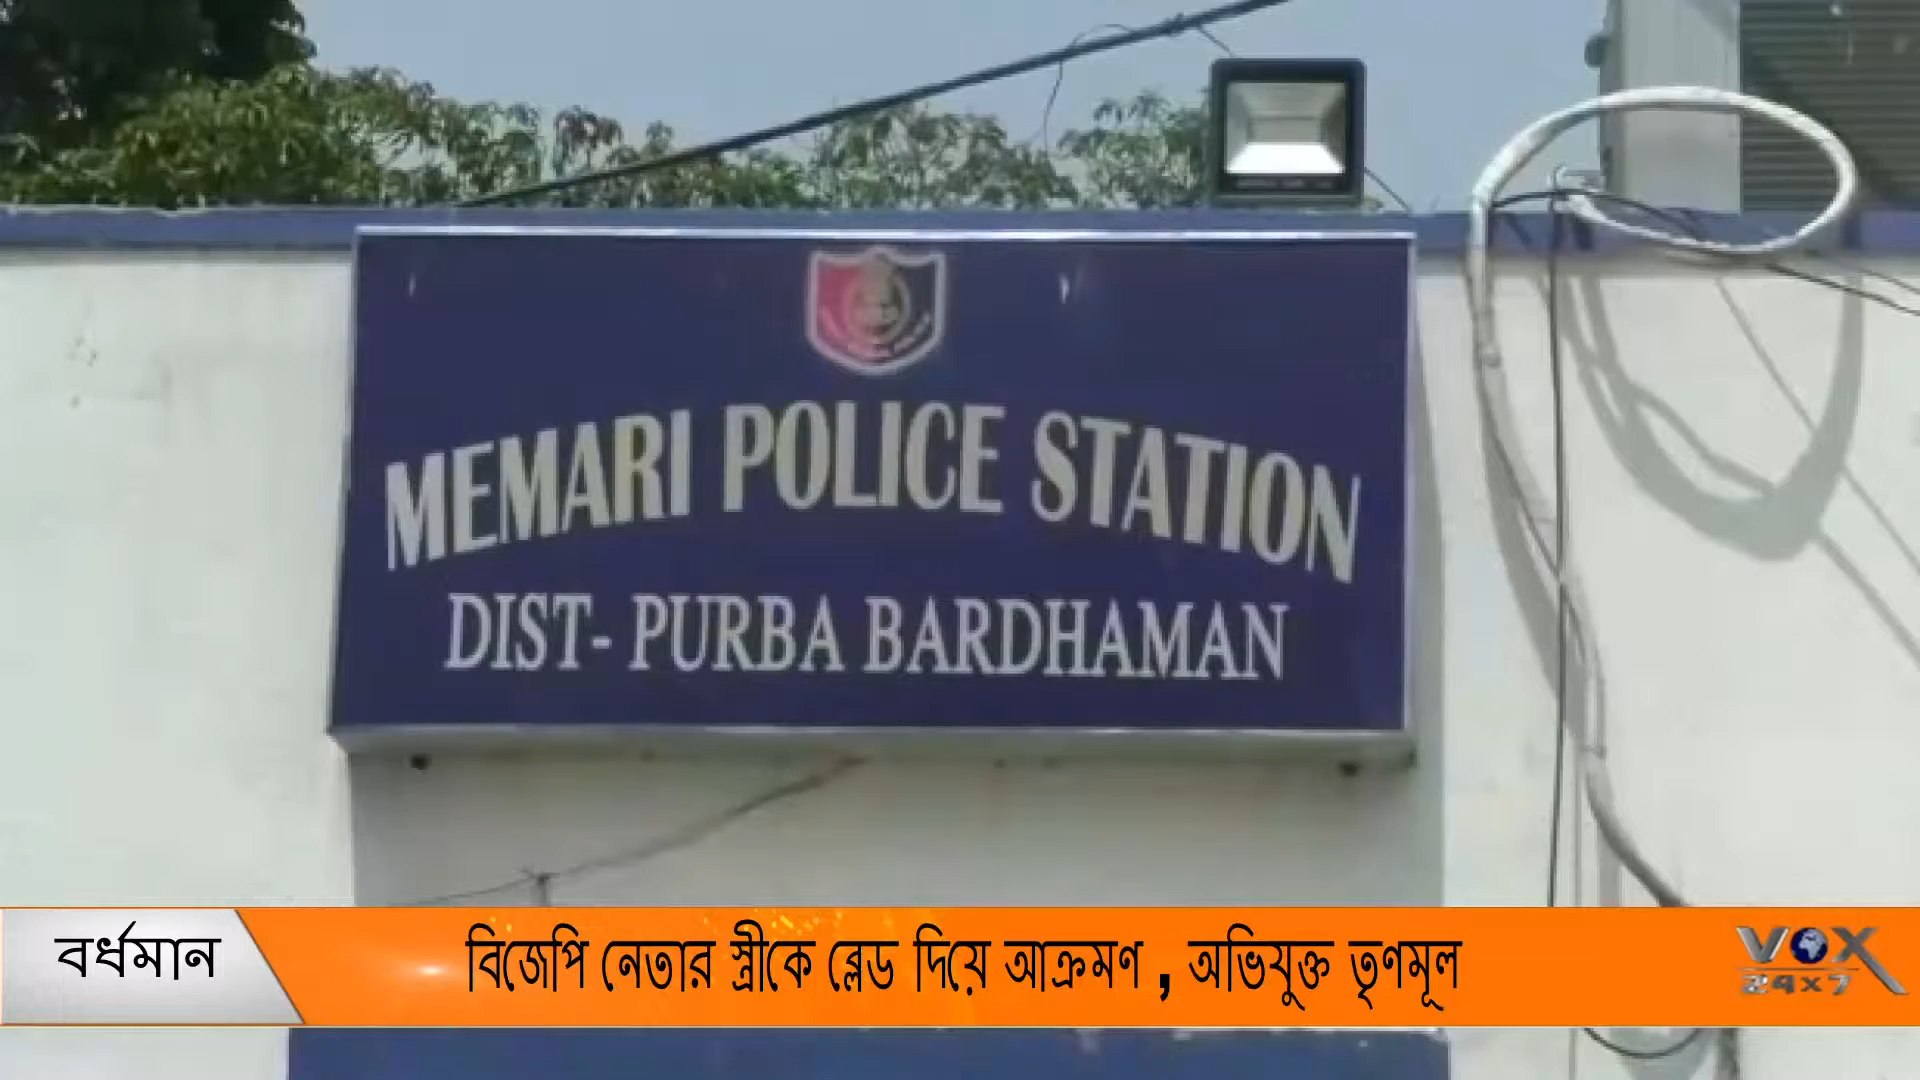 MEMARI POLICE STATION
DIST- PURBA BARDHAMAN
বর্ধমান
বিজেপি নেতার স্ত্রীকে ব্লেড দিয়ে আক্রমণ , অভিযুক্ত তৃণমূল
VOX
24x7